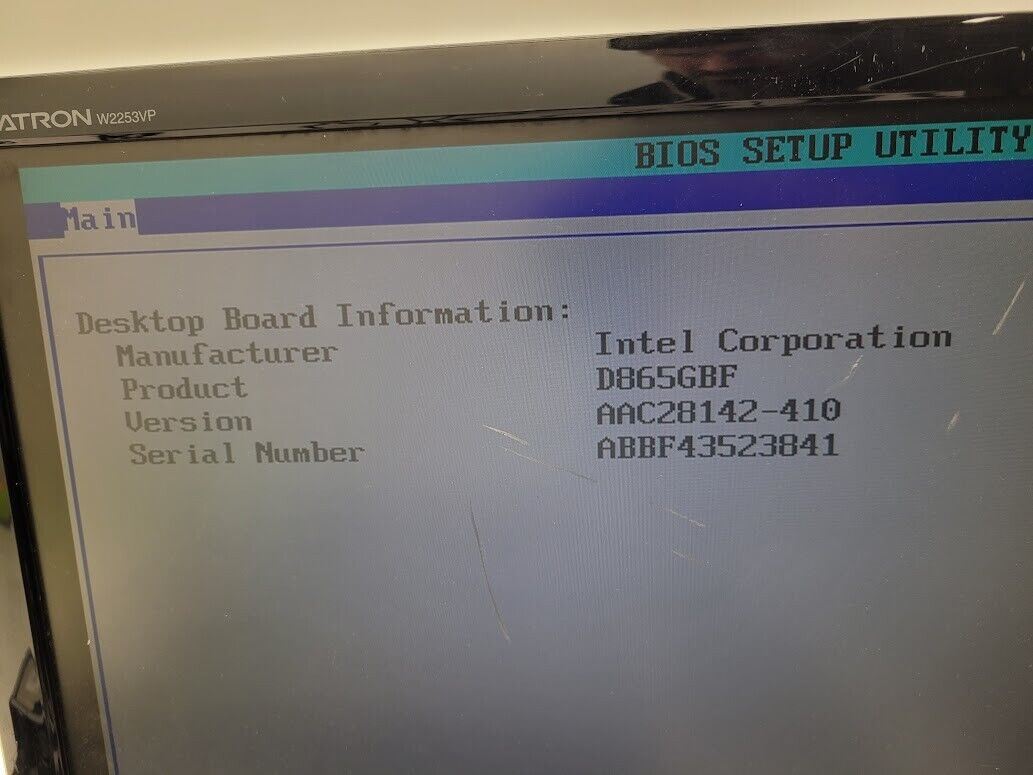 ATRON W2253VP
BIOS SETUP UTILITY
Main
Desktop Board Information:
Manufacturer Intel Corporation
Product D865GBF
Version AAC28142-410
Serial Number ABBF43523841